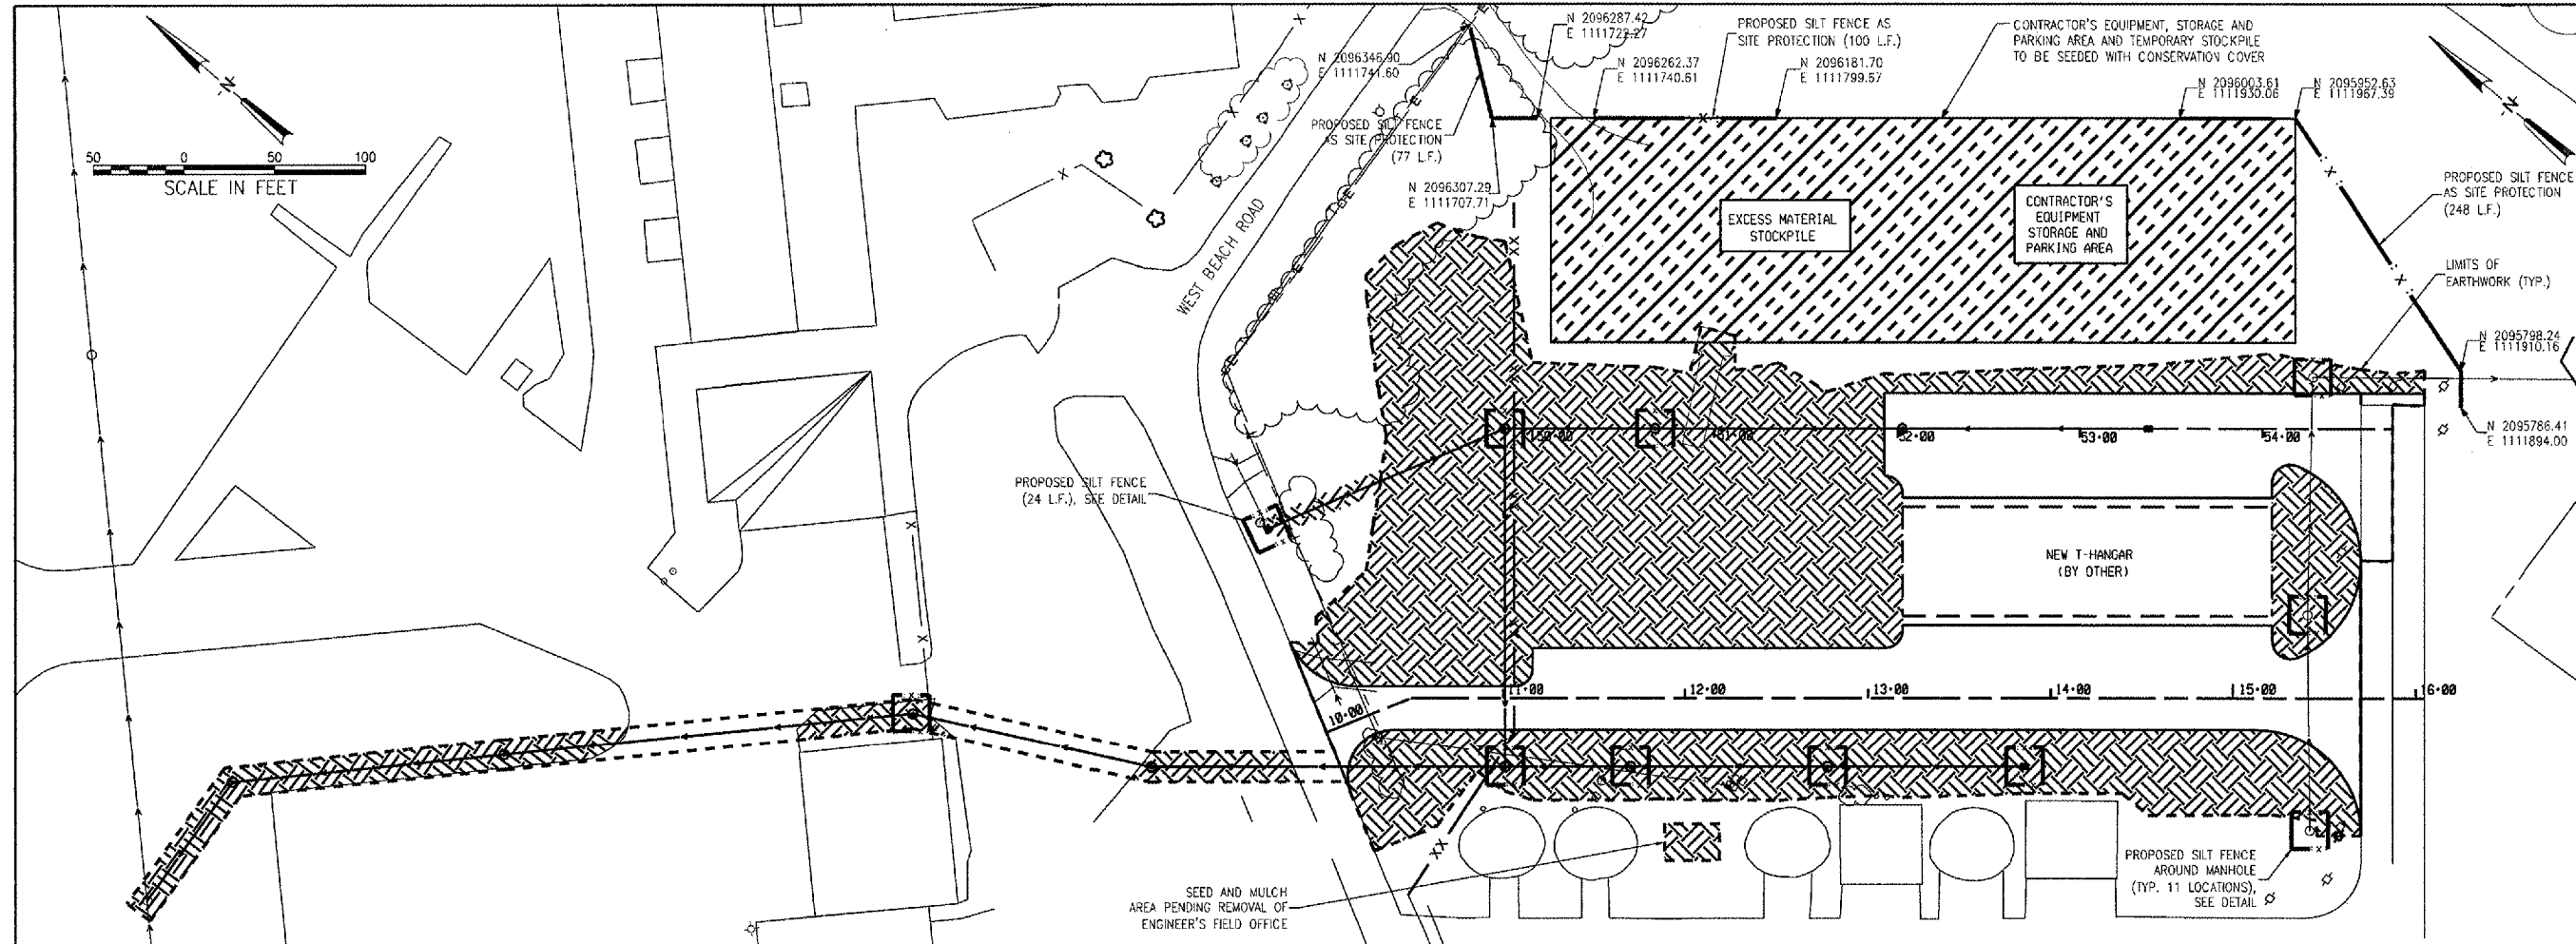 N 2096287.42
E 1111722.27
PROPOSED SILT FENCE AS
SITE PROTECTION (100 L.F.)
CONTRACTOR'S EQUIPMENT, STORAGE AND
PARKING AREA AND TEMPORARY STOCKPILE
TO BE SEEDED WITH CONSERVATION COVER
N 2096346.90
E 1111741.60
N 2096262.37
E 1111740.61
N 2096181.70
E 1111799.57
N 2096003.61
E 1111930.06
N 2095952.63
E 1111967.39
-N-
-N-
50 0 50 100
SCALE IN FEET
PROPOSED SILT FENCE
AS SITE PROTECTION
(77 L.F.)
N 2096307.29
E 1111707.71
WEST BEACH ROAD
EXCESS MATERIAL
STOCKPILE
CONTRACTOR'S
EQUIPMENT
STORAGE AND
PARKING AREA
PROPOSED SILT FENCE
AS SITE PROTECTION
(248 L.F.)
LIMITS OF
EARTHWORK (TYP.)
N 2095798.24
E 1111910.16
N 2095786.41
E 1111894.00
52+00
53+00
54+00
PROPOSED SILT FENCE
(24 L.F.), SEE DETAIL
NEW T-HANGAR
(BY OTHER)
10+00
11+00
12+00
13+00
14+00
15+00
16+00
SEED AND MULCH
AREA PENDING REMOVAL OF
ENGINEER'S FIELD OFFICE
PROPOSED SILT FENCE
AROUND MANHOLE
(TYP. 11 LOCATIONS),
SEE DETAIL